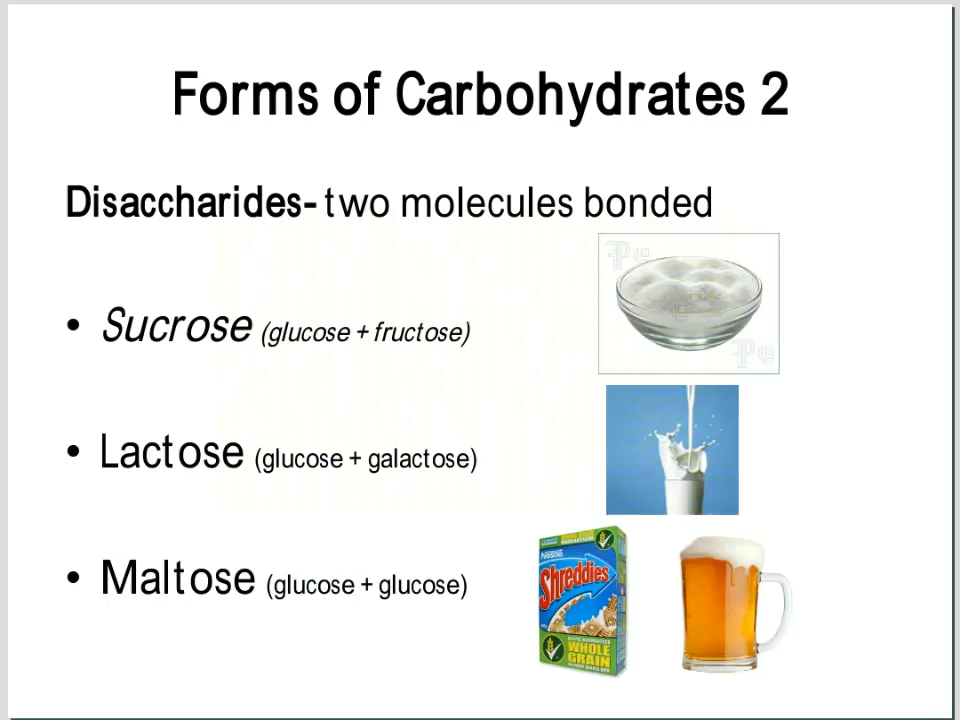 Forms of Carbohydrates 2
Disaccharides- two molecules bonded
• Sucrose (glucose + fructose)
• Lactose (glucose + galactose)
• Maltose (glucose + glucose)
Nestlé
Shreddies
WHOLE
GRAIN